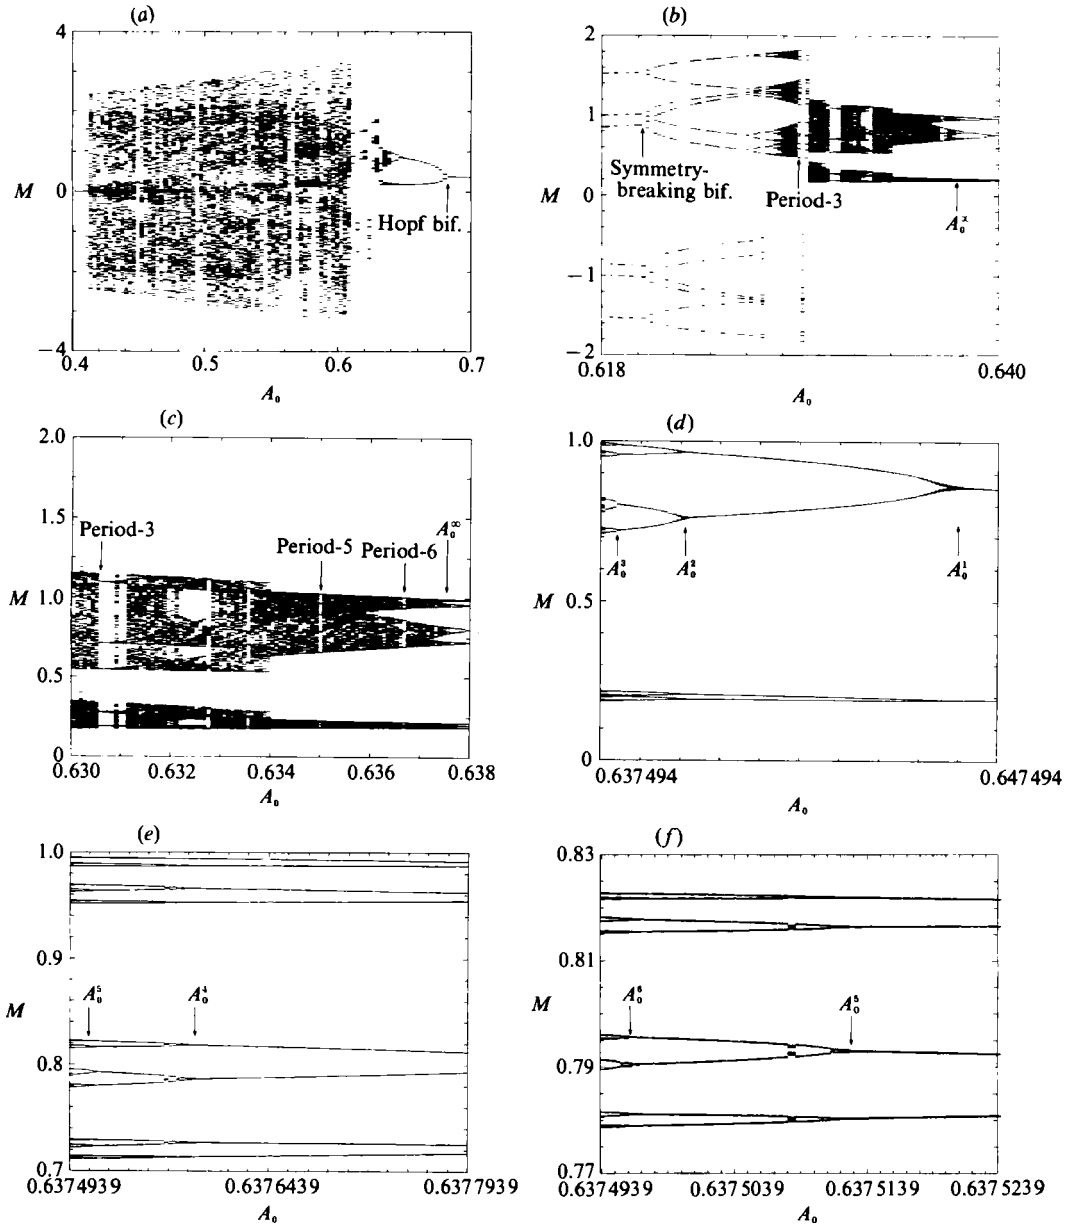 (a)
4
2
M
0
−4
Hopf bif.
0.4
0.5
0.6
0.7
A₀
(b)
2
1
M
0
−1
−2
Symmetry-
breaking bif.
Period-3
A₀ˣ
0.618
0.640
A₀
(c)
2.0
1.5
M
1.0
0.5
0
Period-3
Period-5
Period-6
A₀^∞
0.630
0.632
0.634
0.636
0.638
A₀
(d)
1.0
M
0.5
0
A₀³
A₀²
A₀¹
0.637494
0.647494
A₀
(e)
1.0
0.9
M
0.8
0.7
A₀⁵
A₀⁴
0.6374939
0.6376439
0.6377939
A₀
(f)
0.83
0.81
M
0.79
0.77
A₀⁶
A₀⁵
0.6374939
0.6375039
0.6375139
0.6375239
A₀